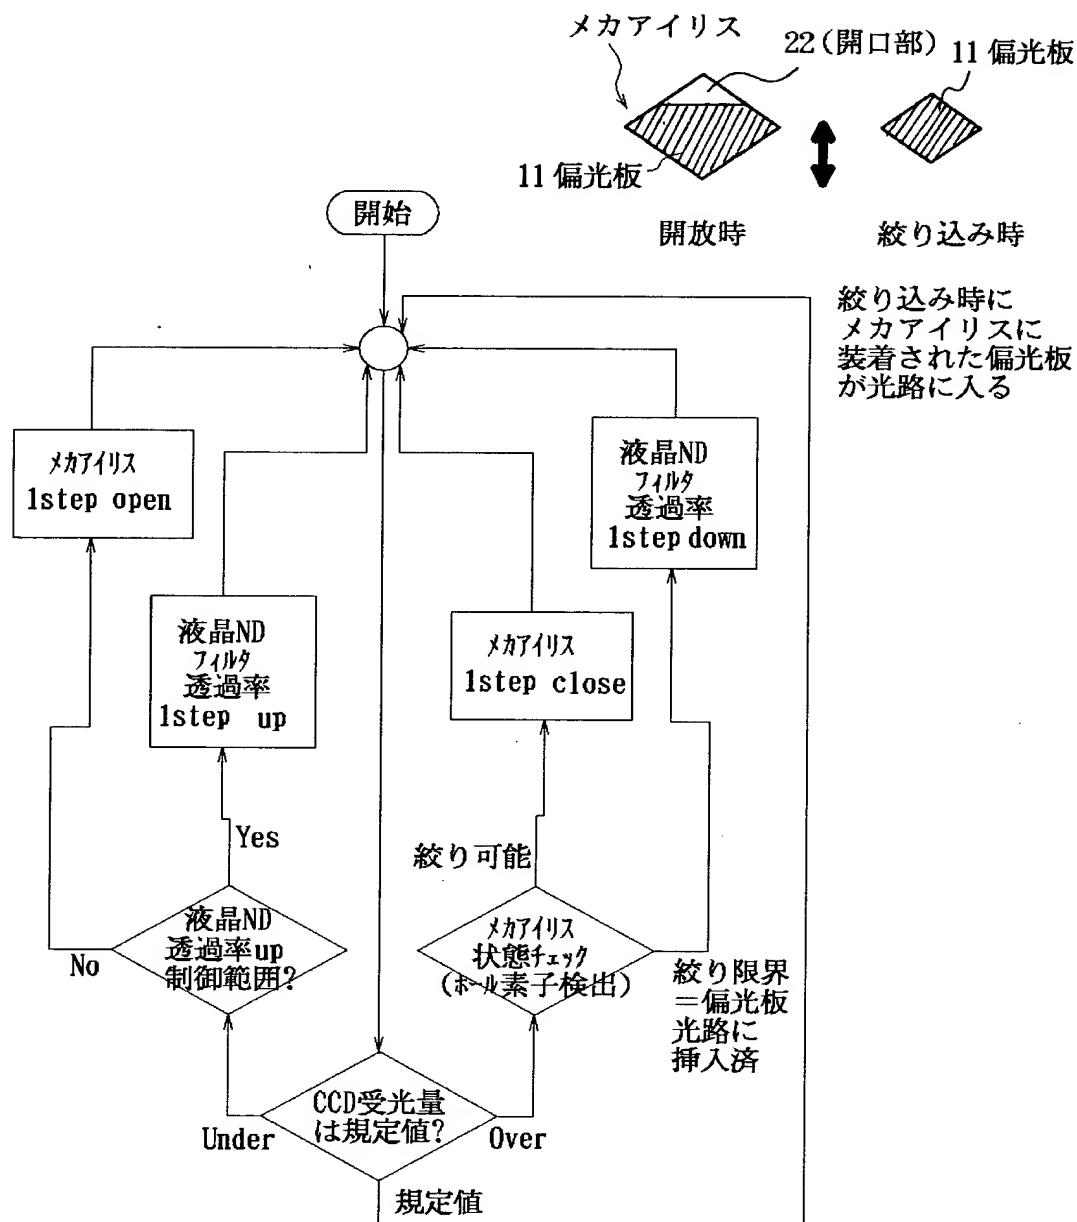 メカアイリス
22(開口部)
11 偏光板
11 偏光板
開放時
絞り込み時
絞り込み時に
メカアイリスに
装着された偏光板
が光路に入る
開始
メカアイリス
1step open
液晶ND
フィルタ
透過率
1step up
メカアイリス
1step close
液晶ND
フィルタ
透過率
1step down
Yes
No
液晶ND
透過率up
制御範囲?
絞り可能
メカアイリス
状態チェック
(ホール素子検出)
絞り限界
=偏光板
光路に
挿入済
CCD受光量
は規定値?
Under
Over
規定値